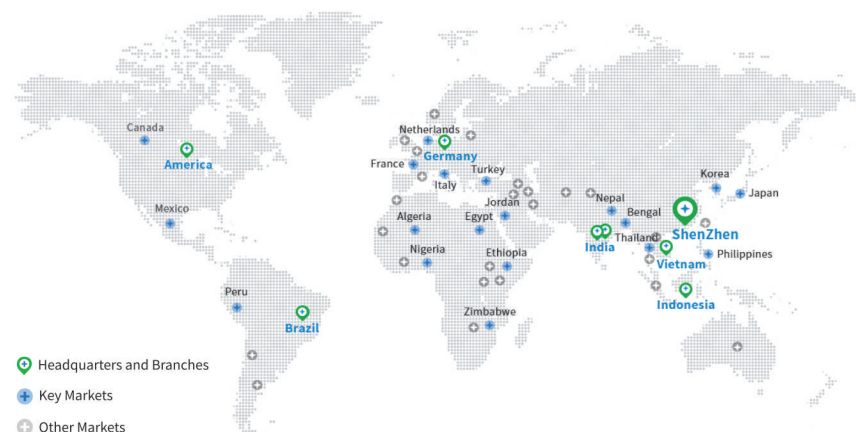 Canada
America
Mexico
Peru
Brazil
Netherlands
Germany
France
Italy
Turkey
Jordan
Algeria
Egypt
Nigeria
Ethiopia
Zimbabwe
Korea
Japan
Nepal
Bengal
ShenZhen
India
Thailand
Vietnam
Philippines
Indonesia
Headquarters and Branches
Key Markets
Other Markets